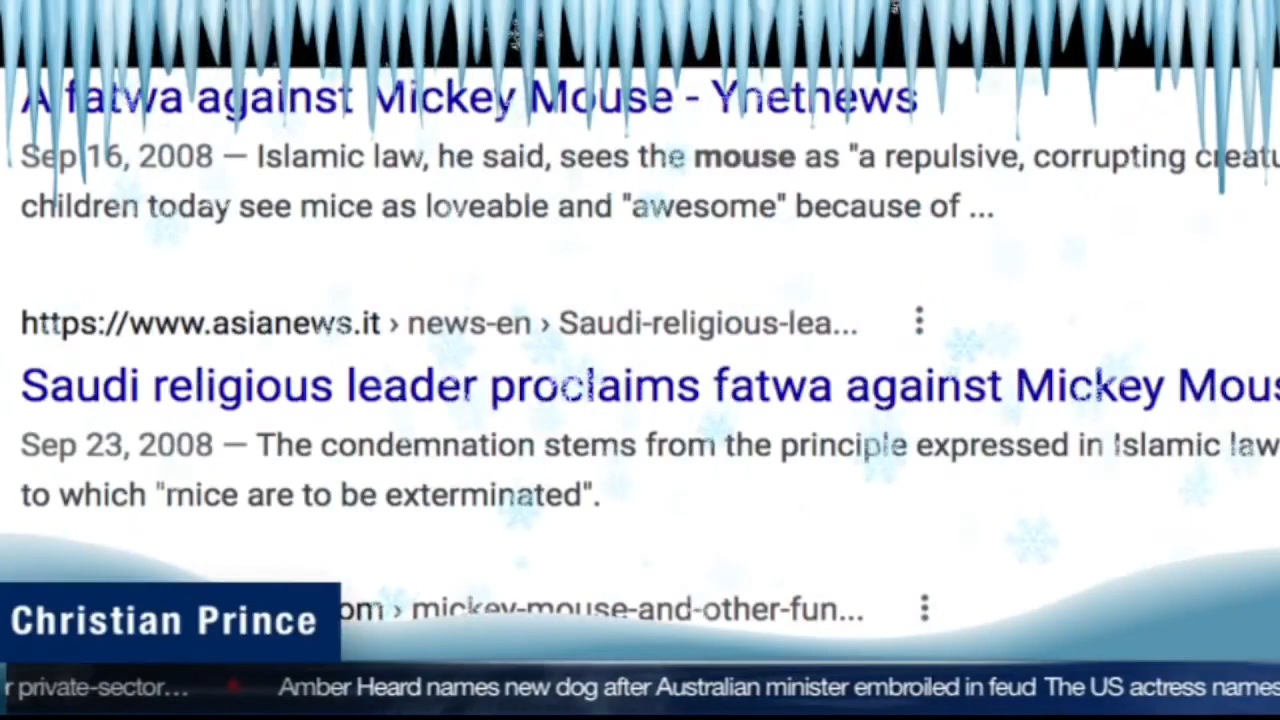 A fatwa against Mickey Mouse - Ynetnews
Sep 16, 2008 — Islamic law, he said, sees the mouse as "a repulsive, corrupting creatu
children today see mice as loveable and "awesome" because of ...
https://www.asianews.it › news-en › Saudi-religious-lea...
Saudi religious leader proclaims fatwa against Mickey Mous
Sep 23, 2008 — The condemnation stems from the principle expressed in Islamic law
to which "mice are to be exterminated".
om › mickey-mouse-and-other-fun...
Christian Prince
r private-sector... Amber Heard names new dog after Australian minister embroiled in feud The US actress names